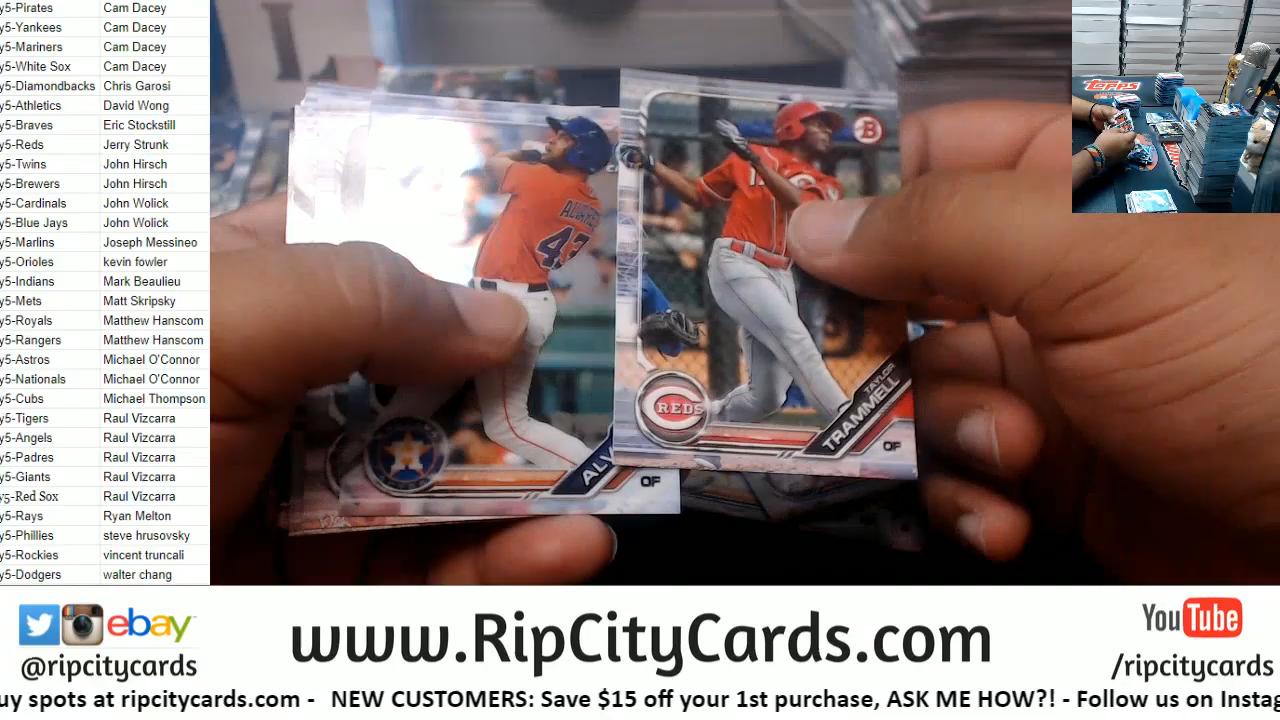 y5-Pirates Cam Dacey
y5-Yankees Cam Dacey
y5-Mariners Cam Dacey
y5-White Sox Cam Dacey
y5-Diamondbacks Chris Garosi
y5-Athletics David Wong
y5-Braves Eric Stockstill
y5-Reds Jerry Strunk
y5-Twins John Hirsch
y5-Brewers John Hirsch
y5-Cardinals John Wolick
y5-Blue Jays John Wolick
y5-Marlins Joseph Messineo
y5-Orioles kevin fowler
y5-Indians Mark Beaulieu
y5-Mets Matt Skripsky
y5-Royals Matthew Hanscom
y5-Rangers Matthew Hanscom
y5-Astros Michael O'Connor
y5-Nationals Michael O'Connor
y5-Cubs Michael Thompson
y5-Tigers Raul Vizcarra
y5-Angels Raul Vizcarra
y5-Padres Raul Vizcarra
y5-Giants Raul Vizcarra
y5-Red Sox Raul Vizcarra
y5-Rays Ryan Melton
y5-Phillies steve hrusovsky
y5-Rockies vincent truncali
y5-Dodgers walter chang
43
ALV
OF
B
REDS
TAYLOR
TRAMMELL
OF
Topps
ebay
@ripcitycards
www.RipCityCards.com
YouTube
/ripcitycards
uy spots at ripcitycards.com - NEW CUSTOMERS: Save $15 off your 1st purchase, ASK ME HOW?! - Follow us on Instag